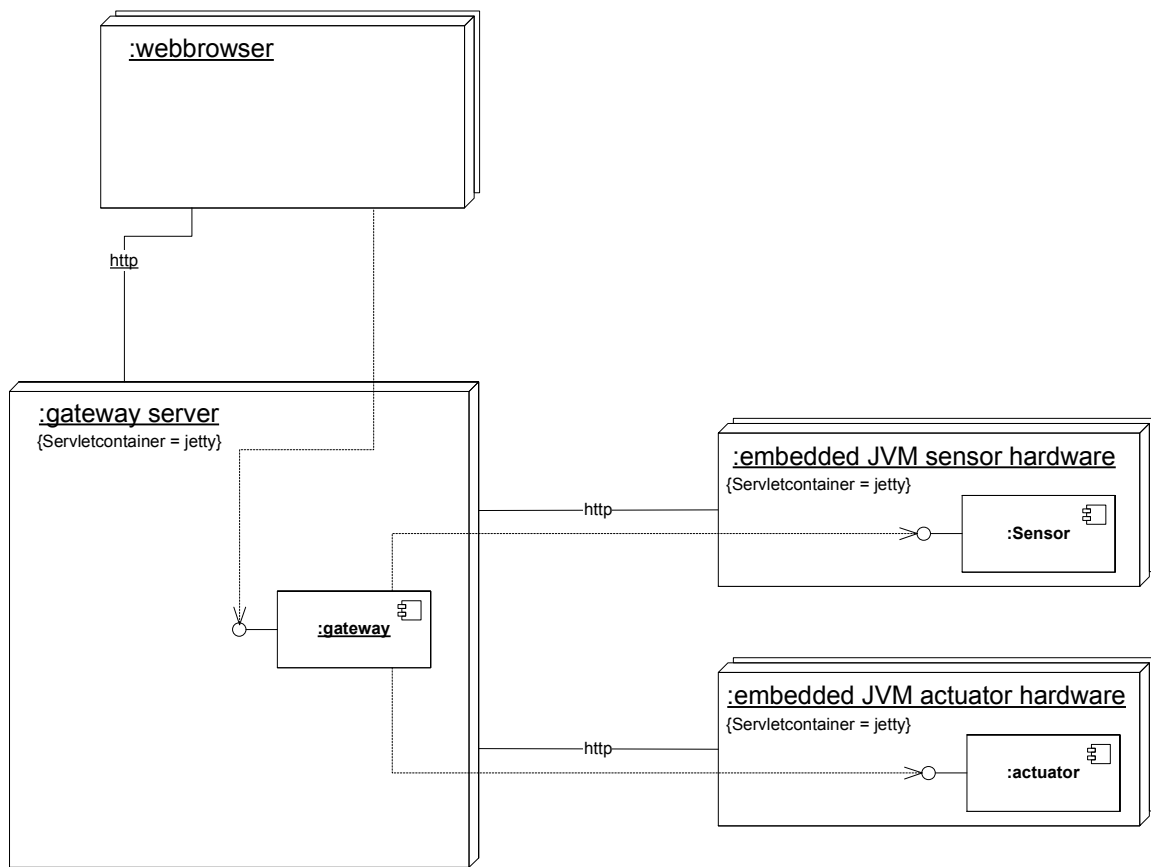 :webbrowser
http
:gateway server
{Servletcontainer = jetty}
:embedded JVM sensor hardware
{Servletcontainer = jetty}
http
:Sensor
:gateway
:embedded JVM actuator hardware
{Servletcontainer = jetty}
http
:actuator